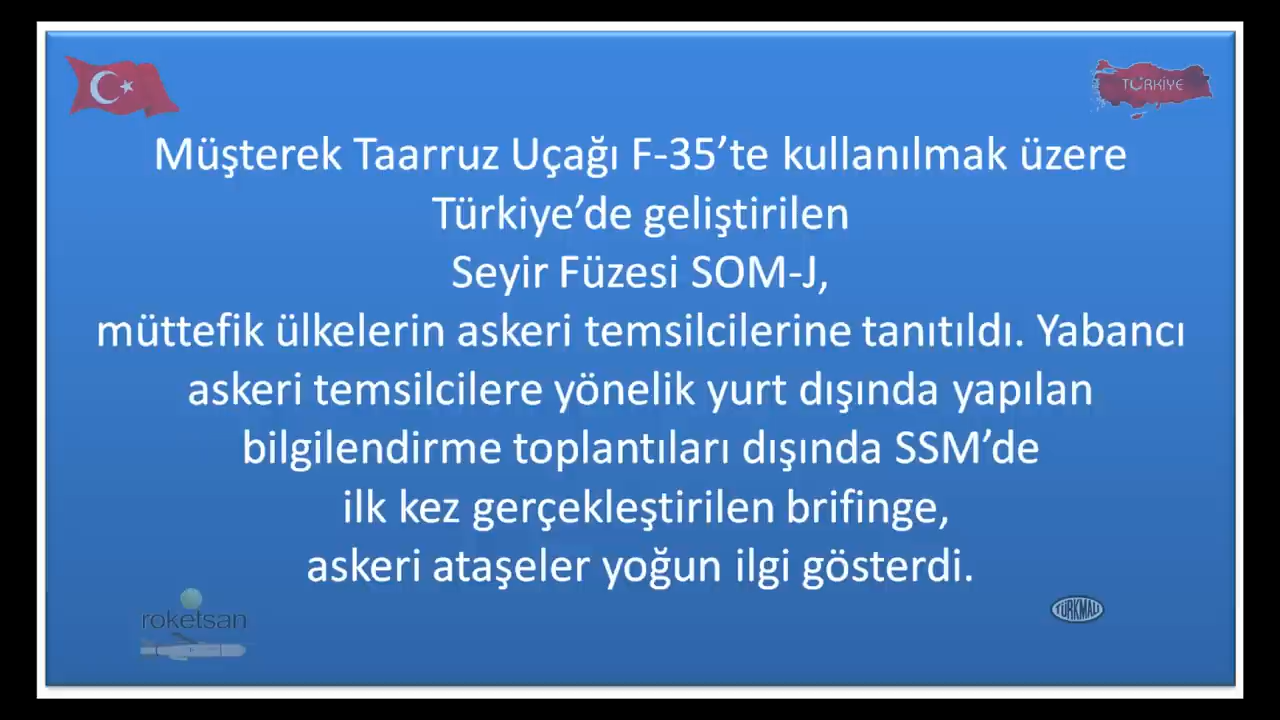 TÜRKİYE
Müşterek Taarruz Uçağı F-35’te kullanılmak üzere
Türkiye’de geliştirilen
Seyir Füzesi SOM-J,
müttefik ülkelerin askeri temsilcilerine tanıtıldı. Yabancı
askeri temsilcilere yönelik yurt dışında yapılan
bilgilendirme toplantıları dışında SSM’de
ilk kez gerçekleştirilen brifinge,
askeri ataşeler yoğun ilgi gösterdi.
roketsan
TÜRKMALI